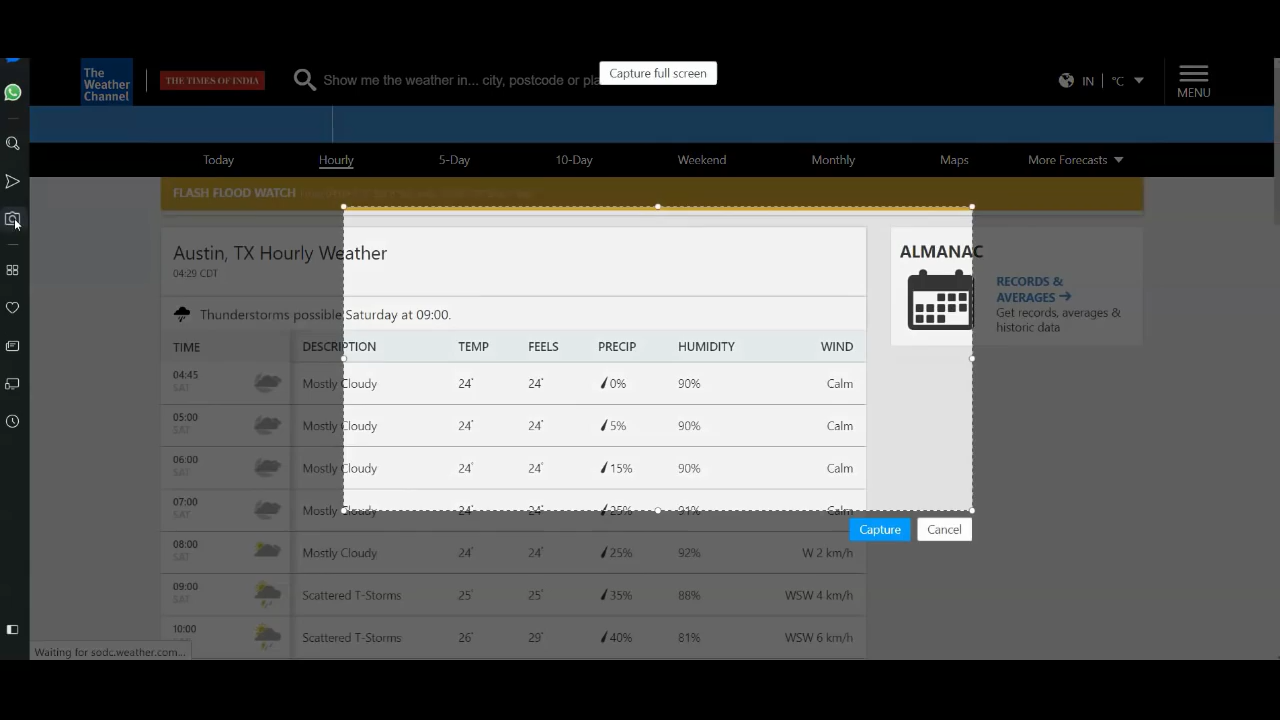 Capture full screen
The Weather Channel
THE TIMES OF INDIA
Show me the weather in... city, postcode or pla
IN
°C
MENU
Today
Hourly
5-Day
10-Day
Weekend
Monthly
Maps
More Forecasts
FLASH FLOOD WATCH
Austin, TX Hourly Weather
04:29 CDT
Thunderstorms possible Saturday at 09:00.
TIME DESCRIPTION TEMP FEELS PRECIP HUMIDITY WIND
04:45 SAT Mostly Cloudy 24° 24° 0% 90% Calm
05:00 SAT Mostly Cloudy 24° 24° 5% 90% Calm
06:00 SAT Mostly Cloudy 24° 24° 15% 90% Calm
07:00 SAT Mostly Cloudy 24° 24° 25% 91% Calm
08:00 SAT Mostly Cloudy 24° 24° 25% 92% W 2 km/h
09:00 SAT Scattered T-Storms 25° 25° 35% 88% WSW 4 km/h
10:00 Scattered T-Storms 26° 29° 40% 81% WSW 6 km/h
ALMANAC
RECORDS &
AVERAGES →
Get records, averages &
historic data
Capture
Cancel
Waiting for sodc.weather.com...